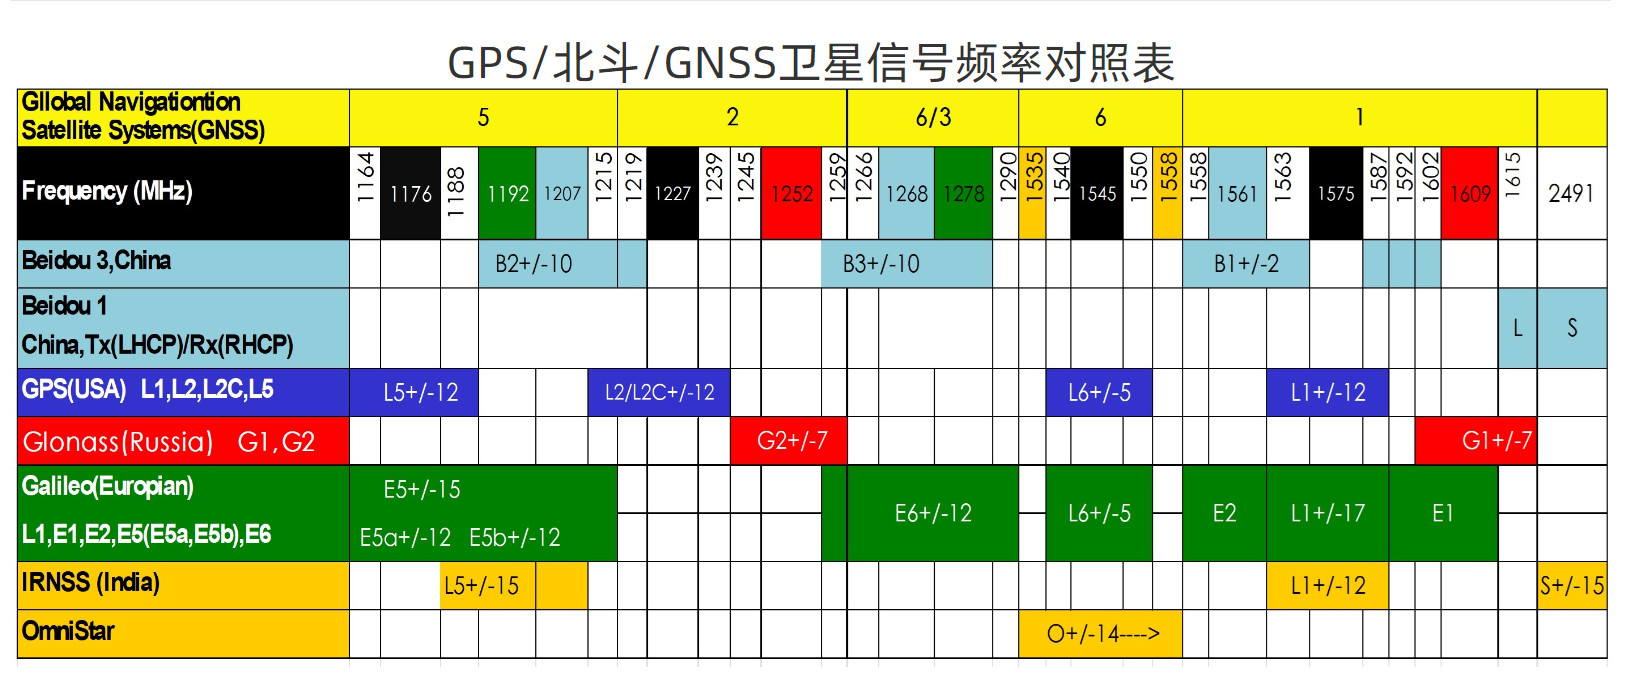 GPS/北斗/GNSS卫星信号频率对照表
Gllobal Navigationtion
Satellite Systems(GNSS)
5 2 6/3 6 1
Frequency (MHz) 1164 1176 1188 1192 1207 1215 1219 1227 1239 1245 1252 1259 1266 1268 1278 1290 1535 1540 1545 1550 1558 1558 1561 1563 1575 1587 1592 1602 1609 1615 2491
Beidou 3,China B2+/-10 B3+/-10 B1+/-2
Beidou 1
China,Tx(LHCP)/Rx(RHCP) L S
GPS(USA) L1,L2,L2C,L5 L5+/-12 L2/L2C+/-12 L6+/-5 L1+/-12
Glonass(Russia) G1,G2 G2+/-7 G1+/-7
Galileo(Europian) E5+/-15
E6+/-12 L6+/-5 E2 L1+/-17 E1
L1,E1,E2,E5(E5a,E5b),E6 E5a+/-12 E5b+/-12
IRNSS (India) L5+/-15 L1+/-12 S+/-15
OmniStar O+/-14---->